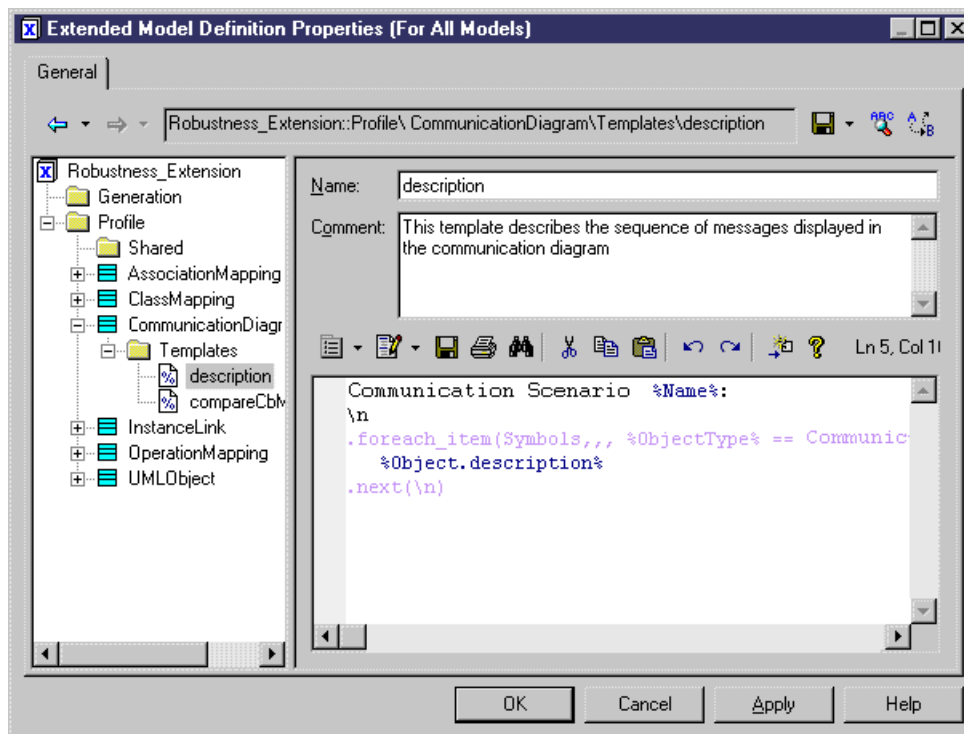 Extended Model Definition Properties (For All Models)
General
Robustness_Extension::Profile\ CommunicationDiagram\Templates\description
Robustness_Extension
Generation
Profile
Shared
AssociationMapping
ClassMapping
CommunicationDiagr
Templates
description
compareCbM
InstanceLink
OperationMapping
UMLObject
Name: description
Comment: This template describes the sequence of messages displayed in
the communication diagram
Ln 5, Col 1
Communication Scenario %Name%:
\n
.foreach_item(Symbols,,, %ObjectType% == Communic
%Object.description%
.next(\n)
OK Cancel Apply Help